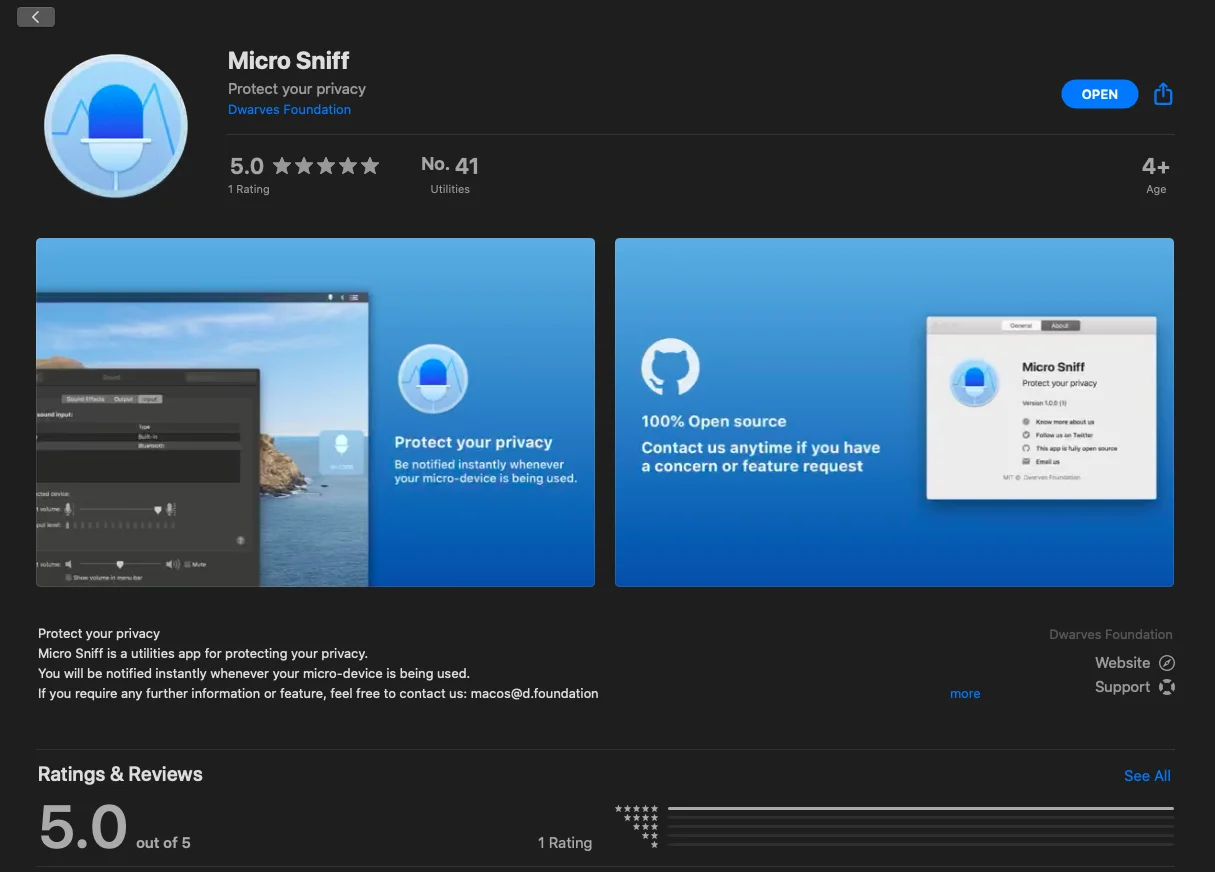 Micro Sniff
Protect your privacy
Dwarves Foundation
OPEN
5.0
1 Rating
No. 41
Utilities
4+
Age
Sound
Sound Effects Output Input
sound input:
Type
Built-in
Bluetooth
volume:
level:
volume:
Mute
Show volume in menu bar
Protect your privacy
Be notified instantly whenever
your micro-device is being used.
100% Open source
Contact us anytime if you have
a concern or feature request
General About
Micro Sniff
Protect your privacy
Version 1.0.0 (1)
Know more about us
Follow us on Twitter
This app is fully open source
Email us
MIT © Dwarves Foundation
Protect your privacy
Micro Sniff is a utilities app for protecting your privacy.
You will be notified instantly whenever your micro-device is being used.
If you require any further information or feature, feel free to contact us: macos@d.foundation
more
Dwarves Foundation
Website
Support
Ratings & Reviews
See All
5.0 out of 5
1 Rating